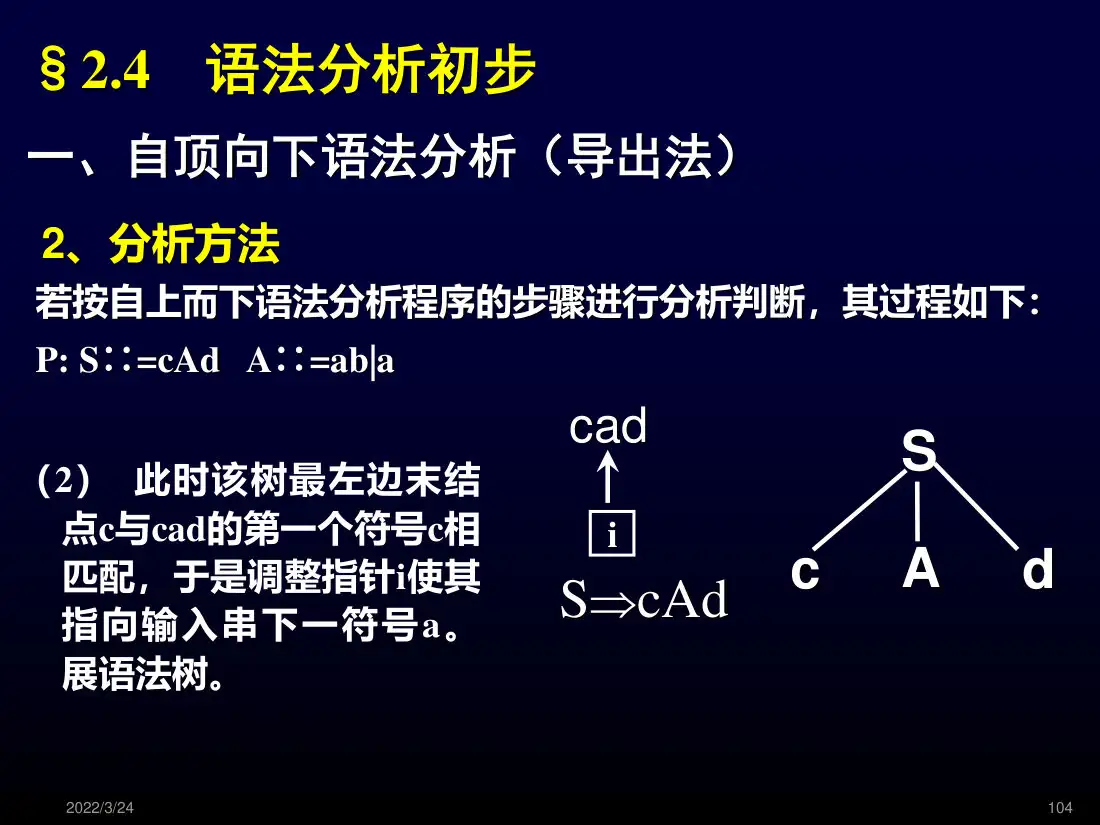 §2.4 语法分析初步
一、自顶向下语法分析（导出法）
2、分析方法
若按自上而下语法分析程序的步骤进行分析判断，其过程如下：
P: S∷=cAd A∷=ab|a
（2） 此时该树最左边末结
点c与cad的第一个符号c相
匹配，于是调整指针i使其
指向输入串下一符号a。
展语法树。
cad
i
S⇒cAd
S
c A d
2022/3/24
104